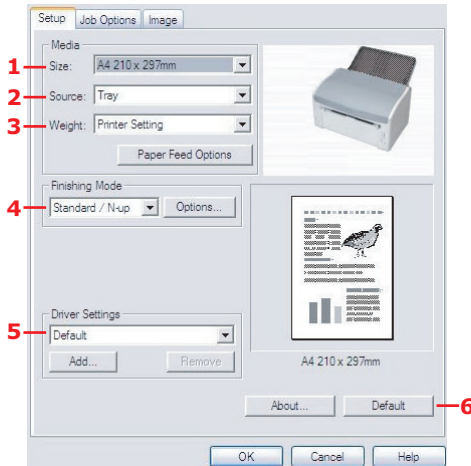 Setup Job Options Image
Media
1 Size: A4 210 x 297mm
2 Source: Tray
3 Weight: Printer Setting
Paper Feed Options
Finishing Mode
4 Standard / N-up Options...
Driver Settings
5 Default
Add... Remove
A4 210 x 297mm
About... Default 6
OK Cancel Help